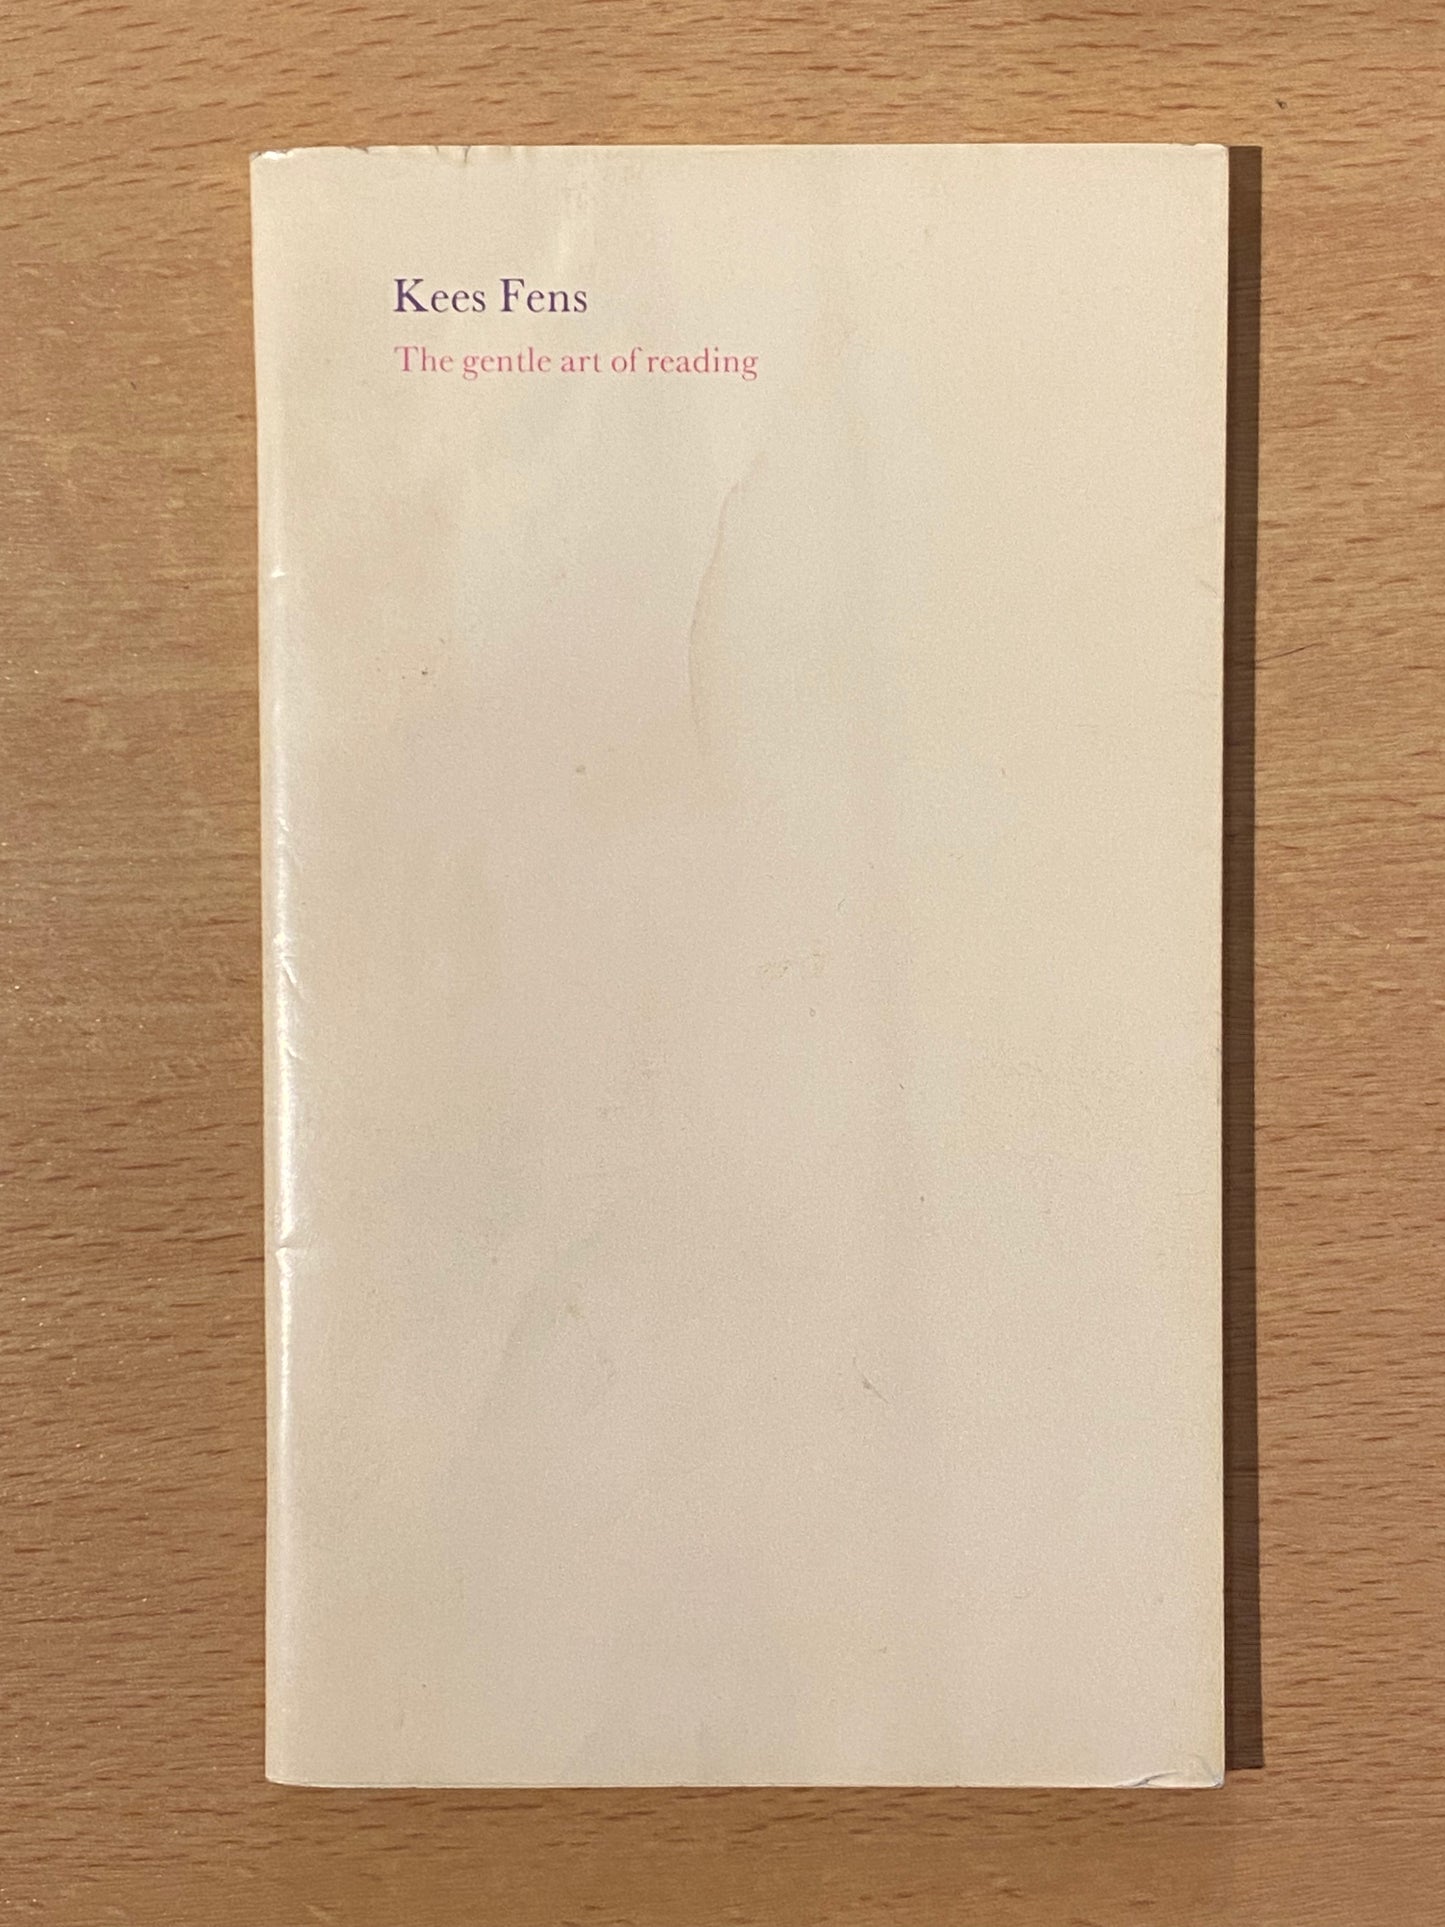 Kees Fens
The gentle art of reading